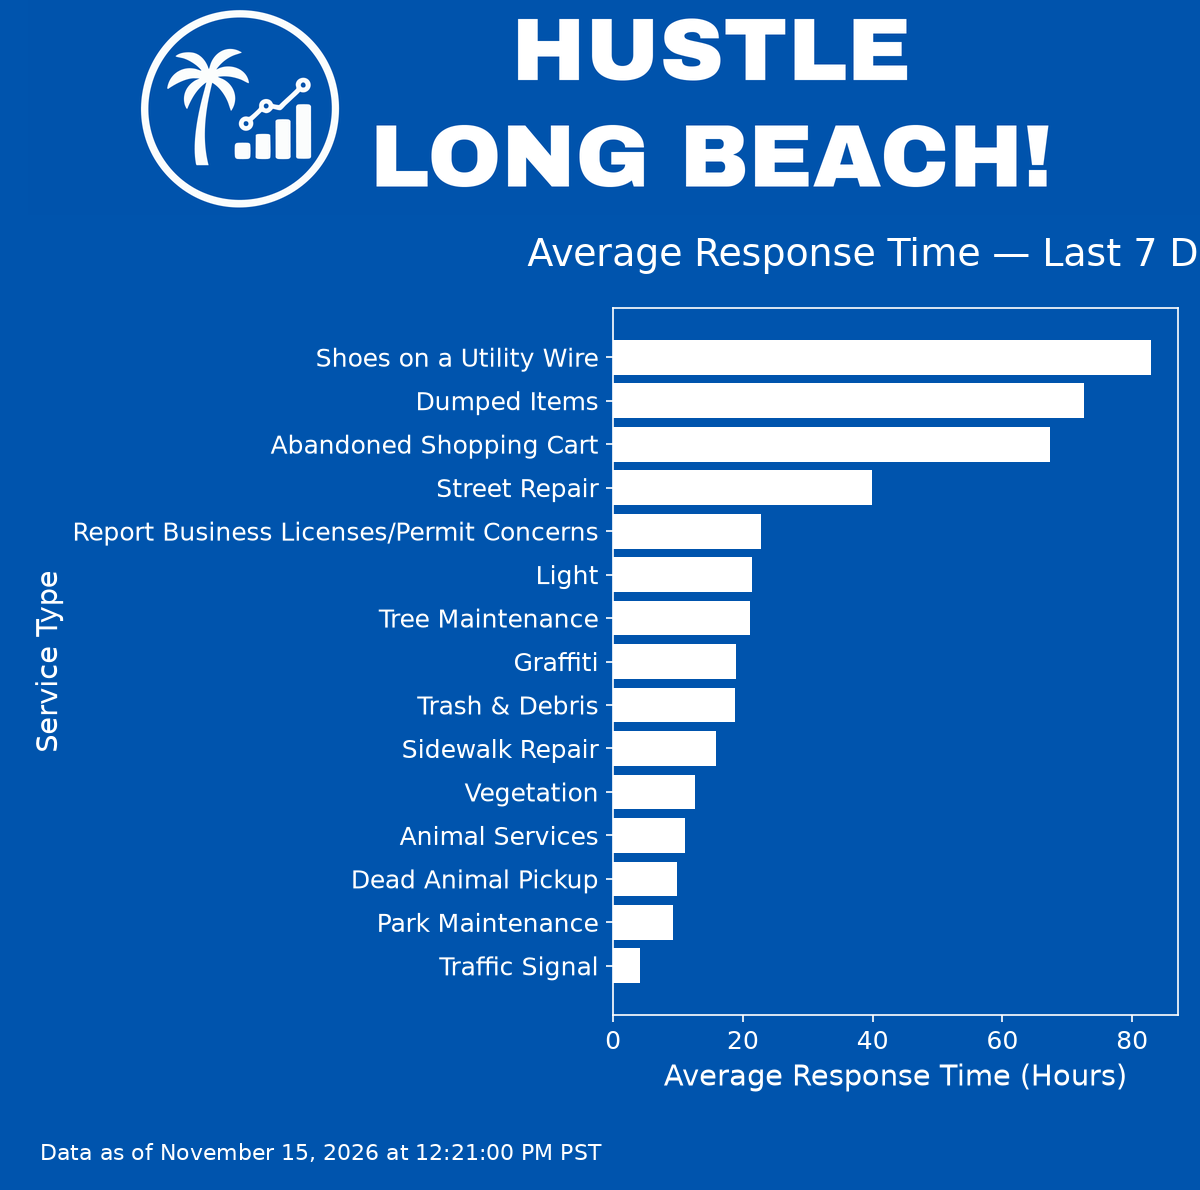 HUSTLE
LONG BEACH!
Average Response Time — Last 7 D
Shoes on a Utility Wire
Dumped Items
Abandoned Shopping Cart
Street Repair
Report Business Licenses/Permit Concerns
Light
Tree Maintenance
Graffiti
Trash & Debris
Sidewalk Repair
Vegetation
Animal Services
Dead Animal Pickup
Park Maintenance
Traffic Signal
Service Type
0 20 40 60 80
Average Response Time (Hours)
Data as of November 15, 2026 at 12:21:00 PM PST